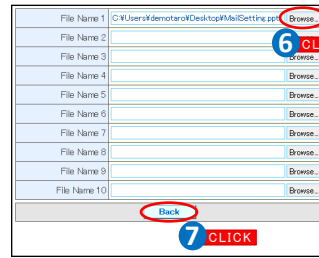 File Name 1 C:¥Users¥demotaro¥Desktop¥MailSetting.ppt Browse...
File Name 2
6 CL
File Name 3 Browse...
File Name 4 Browse...
File Name 5 Browse...
File Name 6 Browse...
File Name 7 Browse...
File Name 8 Browse...
File Name 9 Browse...
File Name 10 Browse...
Back
7 CLICK